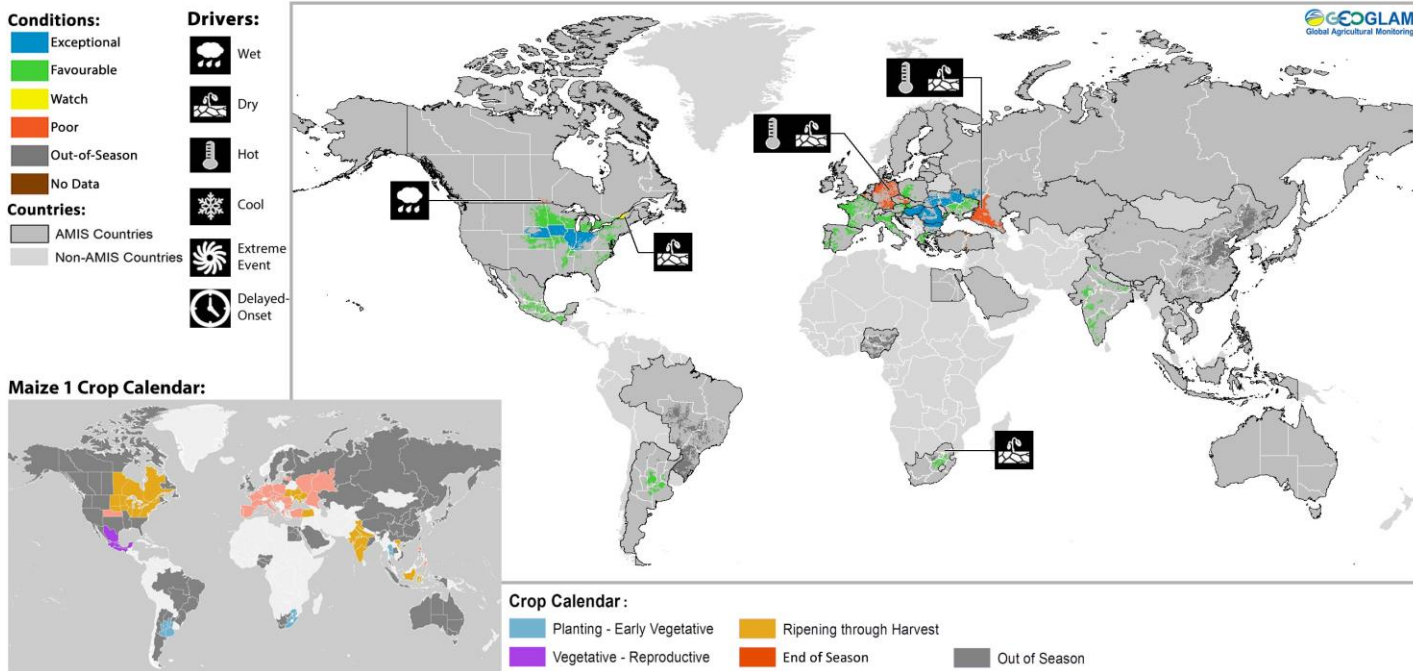 Conditions:
Exceptional
Favourable
Watch
Poor
Out-of-Season
No Data
Countries:
AMIS Countries
Non-AMIS Countries
Drivers:
Wet
Dry
Hot
Cool
Extreme
Event
Delayed-
Onset
GEOGLAM
Global Agricultural Monitoring
Maize 1 Crop Calendar:
Crop Calendar :
Planting - Early Vegetative
Vegetative - Reproductive
Ripening through Harvest
End of Season
Out of Season